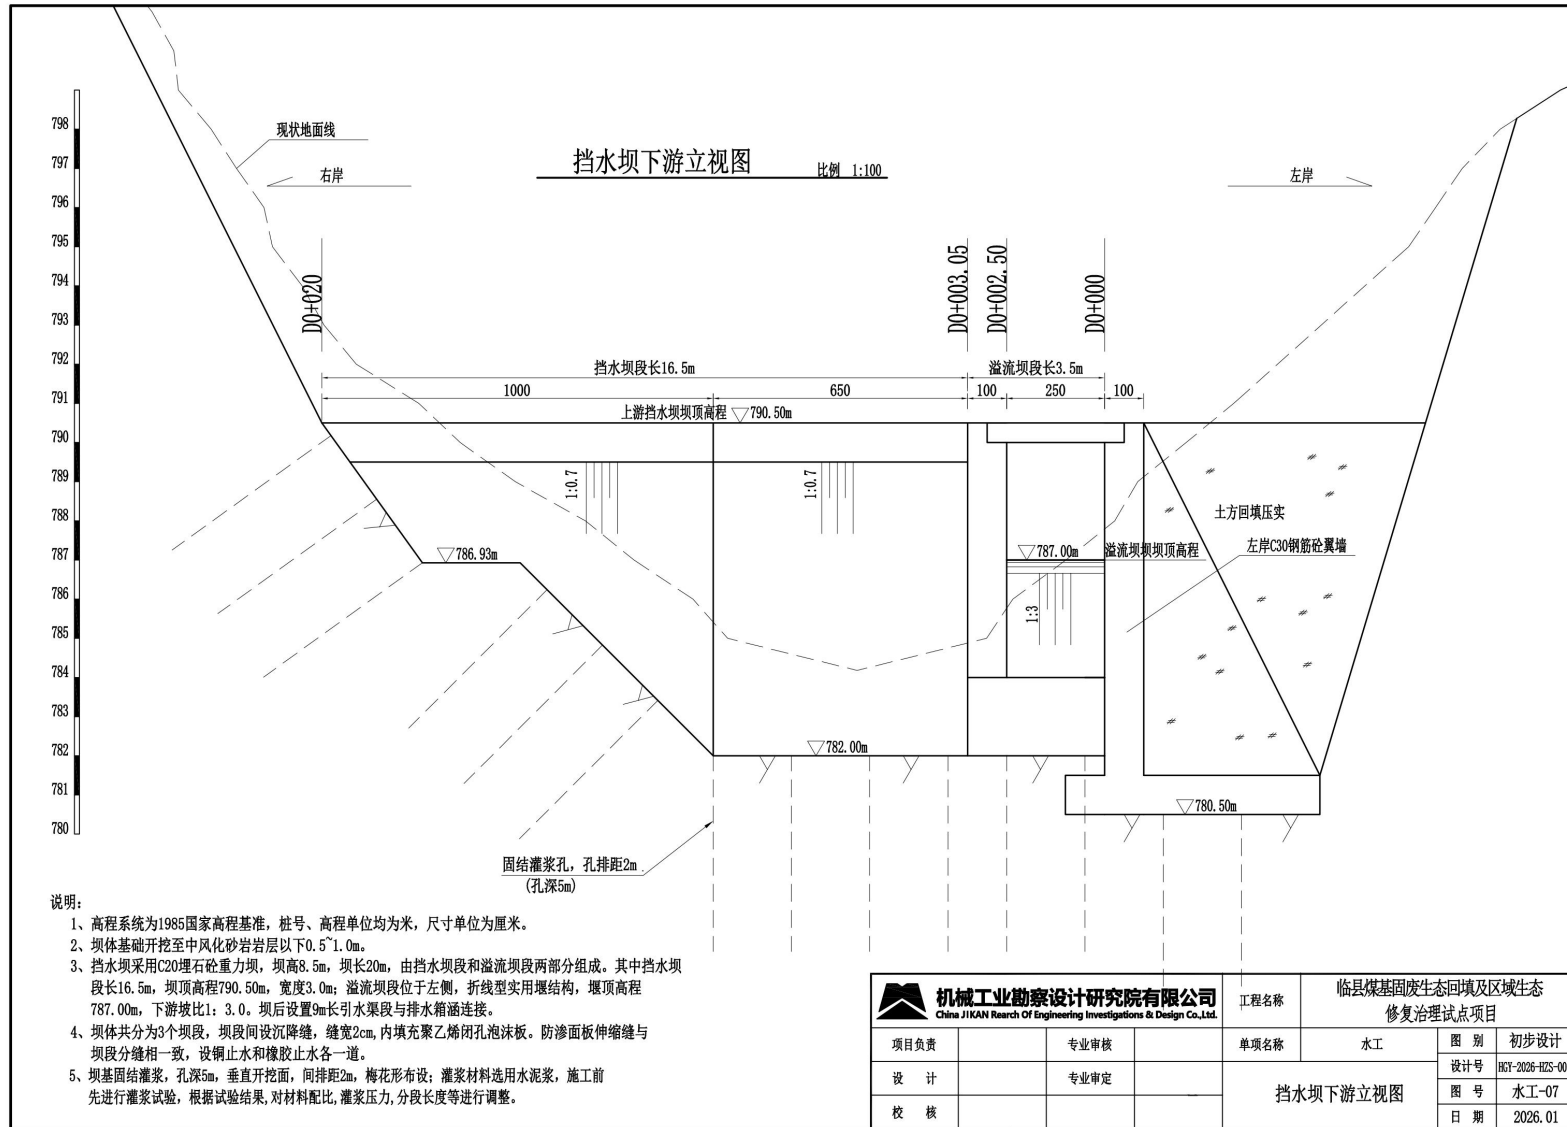 挡水坝下游立视图 比例 1:100
现状地面线
右岸
左岸
798
797
796
795
794
793
792
791
790
789
788
787
786
785
784
783
782
781
780
D0+020
D0+003.05
D0+002.50
D0+000
挡水坝段长16.5m
溢流坝段长3.5m
1000
650
100
250
100
上游挡水坝坝顶高程 790.50m
1:0.7
1:0.7
786.93m
787.00m 溢流坝坝顶高程
1:3
土方回填压实
左岸C30钢筋砼翼墙
782.00m
780.50m
固结灌浆孔，孔排距2m
(孔深5m)
说明：
1、高程系统为1985国家高程基准，桩号、高程单位均为米，尺寸单位为厘米。
2、坝体基础开挖至中风化砂岩岩层以下0.5~1.0m。
3、挡水坝采用C20埋石砼重力坝，坝高8.5m，坝长20m，由挡水坝段和溢流坝段两部分组成。其中挡水坝
段长16.5m，坝顶高程790.50m，宽度3.0m；溢流坝段位于左侧，折线型实用堰结构，堰顶高程
787.00m，下游坡比1：3.0。坝后设置9m长引水渠段与排水箱涵连接。
4、坝体共分为3个坝段，坝段间设沉降缝，缝宽2cm,内填充聚乙烯闭孔泡沫板。防渗面板伸缩缝与
坝段分缝相一致，设铜止水和橡胶止水各一道。
5、坝基固结灌浆，孔深5m，垂直开挖面，间排距2m，梅花形布设；灌浆材料选用水泥浆，施工前
先进行灌浆试验，根据试验结果,对材料配比,灌浆压力,分段长度等进行调整。
机械工业勘察设计研究院有限公司
China JIKAN Rearch Of Engineering Investigations & Design Co.,Ltd.
工程名称
临县煤基固废生态回填及区域生态
修复治理试点项目
项目负责
专业审核
单项名称
水工
图 别
初步设计
设 计
专业审定
挡水坝下游立视图
设计号
HGY-2026-HZS-00
图 号
水工-07
校 核
日 期
2026.01